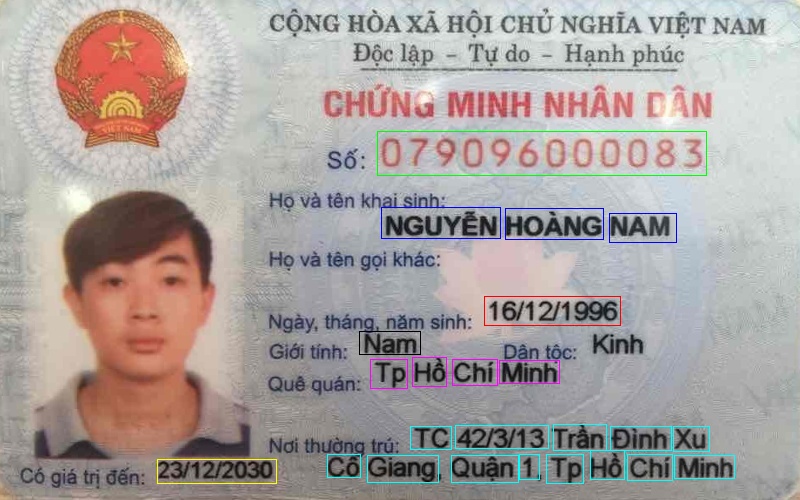 CỘNG HÒA XÃ HỘI CHỦ NGHĨA VIỆT NAM
Độc lập - Tự do - Hạnh phúc
VIỆT NAM
CHỨNG MINH NHÂN DÂN
Số: 079096000083
Họ và tên khai sinh:
NGUYỄN HOÀNG NAM
Họ và tên gọi khác:
Ngày, tháng, năm sinh: 16/12/1996
Giới tính: Nam Dân tộc: Kinh
Quê quán: Tp Hồ Chí Minh
Nơi thường trú: TC 42/3/13 Trần Đình Xu
Cô Giang, Quận 1, Tp Hồ Chí Minh
Có giá trị đến: 23/12/2030